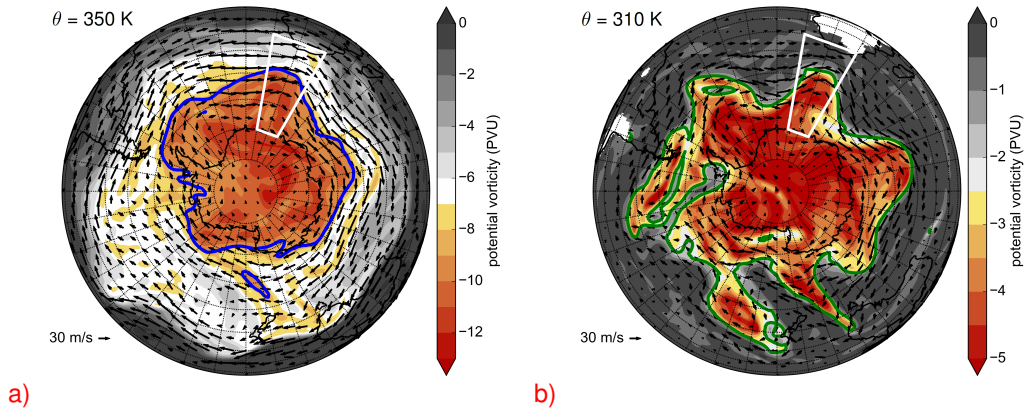 θ = 350 K
0
−2
−4
−6
−8
−10
−12
potential vorticity (PVU)
30 m/s
a)
θ = 310 K
0
−1
−2
−3
−4
−5
potential vorticity (PVU)
30 m/s
b)